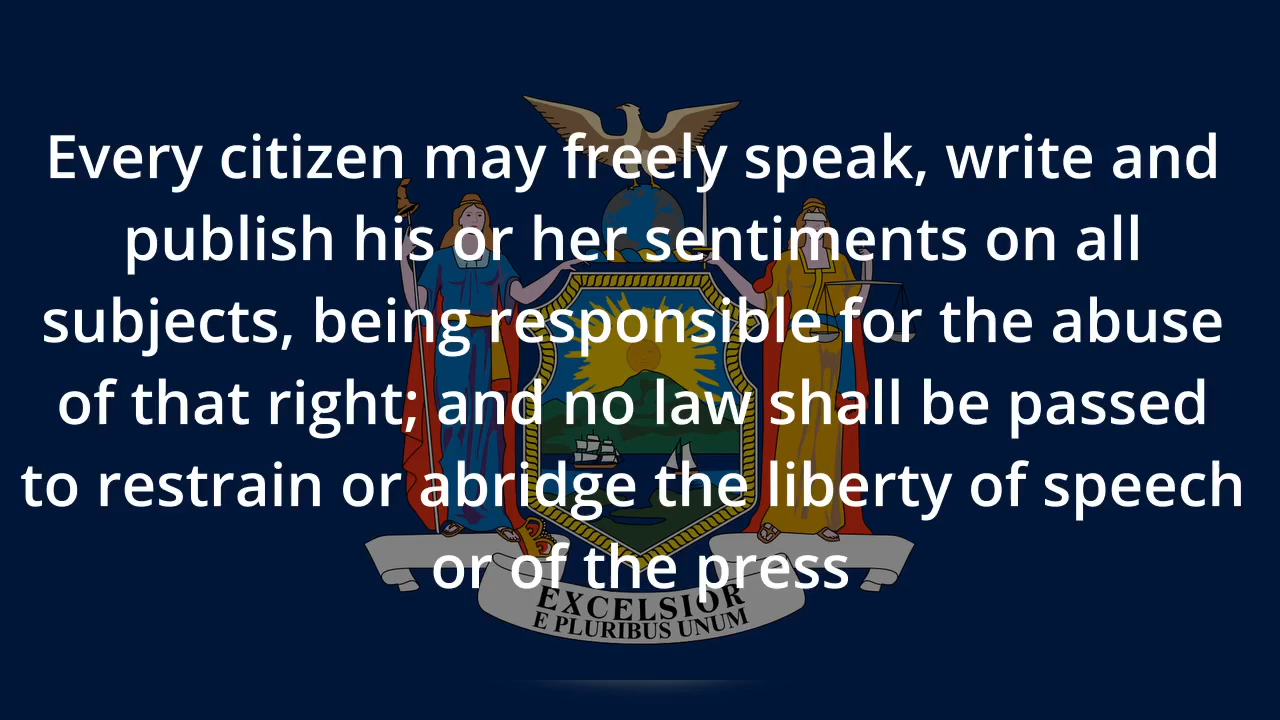 Every citizen may freely speak, write and
publish his or her sentiments on all
subjects, being responsible for the abuse
of that right; and no law shall be passed
to restrain or abridge the liberty of speech
or of the press
EXCELSIOR
E PLURIBUS UNUM